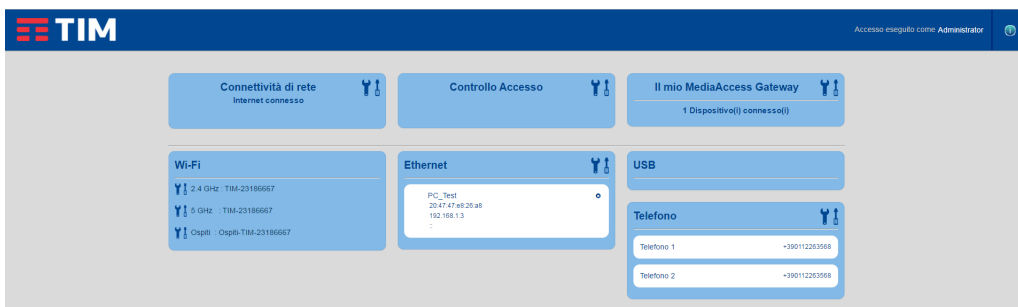 TIM
Accesso eseguito come Administrator
Connettività di rete
Internet connesso
Controllo Accesso
Il mio MediaAccess Gateway
1 Dispositivo(i) connesso(i)
Wi-Fi
2.4 GHz : TIM-23186667
5 GHz : TIM-23186667
Ospiti : Ospiti-TIM-23186667
Ethernet
PC_Test
20:47:47:e8:26:a8
192.168.1.3
:
USB
Telefono
Telefono 1 +390112263568
Telefono 2 +390112263568